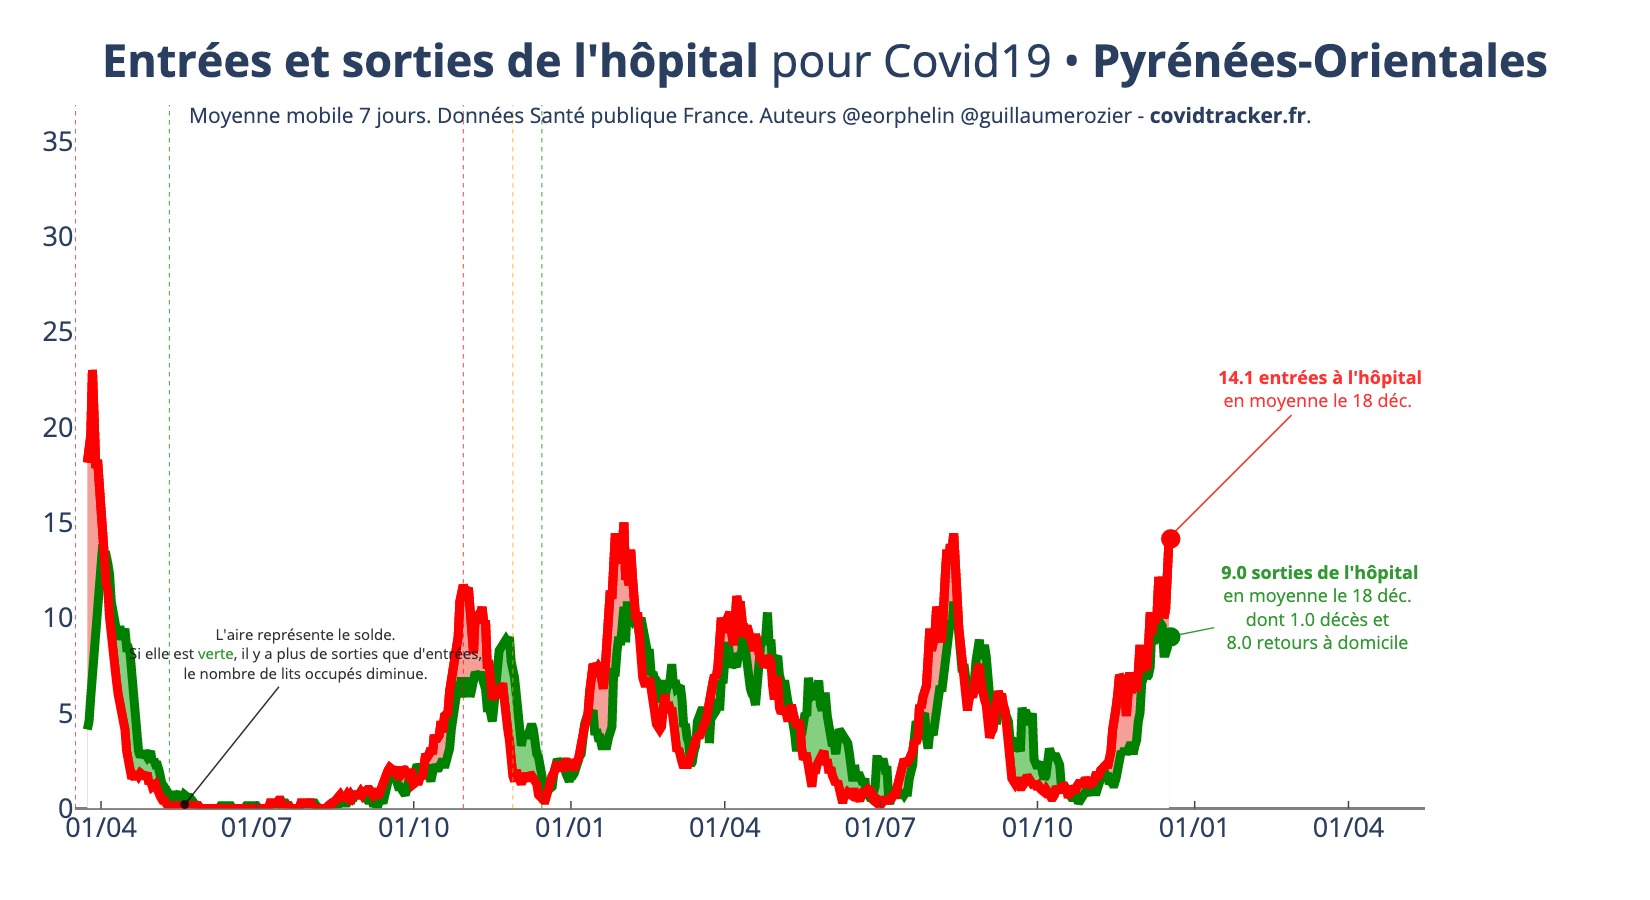 Entrées et sorties de l'hôpital pour Covid19 • Pyrénées-Orientales
Moyenne mobile 7 jours. Données Santé publique France. Auteurs @eorphelin @guillaumerozier - covidtracker.fr.
35
30
25
20
15
10
5
0
14.1 entrées à l'hôpital
en moyenne le 18 déc.
9.0 sorties de l'hôpital
en moyenne le 18 déc.
dont 1.0 décès et
8.0 retours à domicile
L'aire représente le solde.
Si elle est verte, il y a plus de sorties que d'entrées,
le nombre de lits occupés diminue.
01/04 01/07 01/10 01/01 01/04 01/07 01/10 01/01 01/04